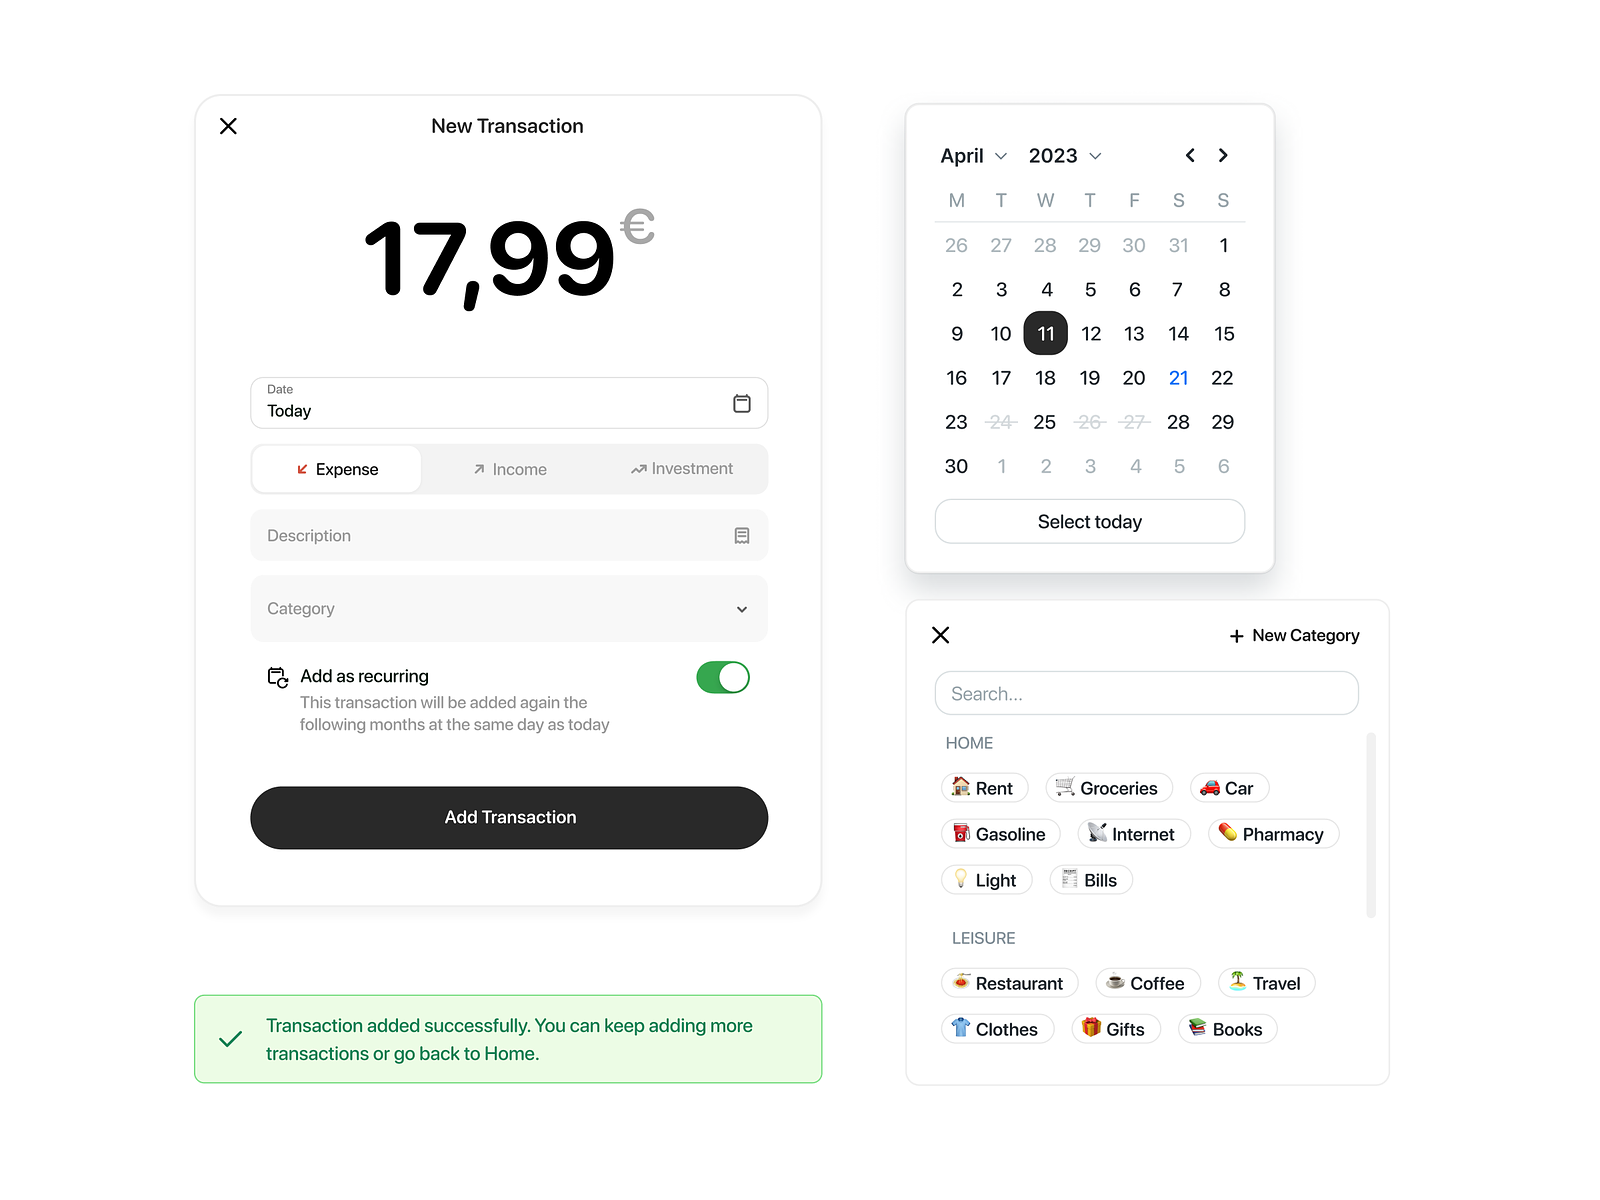 New Transaction
17,99€
Date
Today
Expense Income Investment
Description
Category
Add as recurring
This transaction will be added again the
following months at the same day as today
Add Transaction
Transaction added successfully. You can keep adding more
transactions or go back to Home.
April 2023
M T W T F S S
26 27 28 29 30 31 1
2 3 4 5 6 7 8
9 10 11 12 13 14 15
16 17 18 19 20 21 22
23 24 25 26 27 28 29
30 1 2 3 4 5 6
Select today
+ New Category
Search...
HOME
Rent Groceries Car
Gasoline Internet Pharmacy
Light Bills
LEISURE
Restaurant Coffee Travel
Clothes Gifts Books